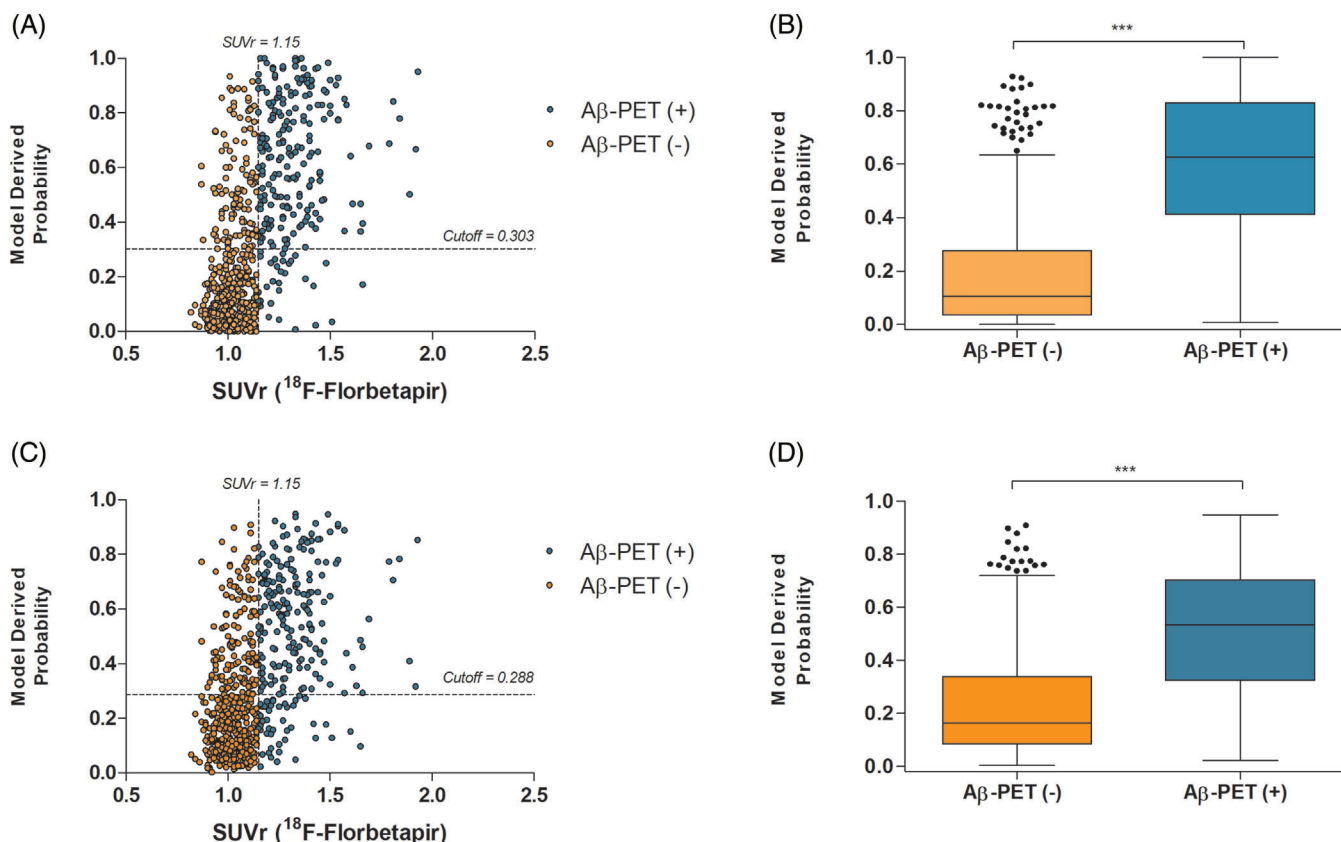 (A)
SUVr = 1.15
1.0
0.8
0.6
0.4
0.2
0.0
Model Derived
Probability
Cutoff = 0.303
0.5
1.0
1.5
2.0
2.5
SUVr (¹⁸F-Florbetapir)
Aβ-PET (+)
Aβ-PET (-)
(B)
***
1.0
0.8
0.6
0.4
0.2
0.0
Model Derived
Probability
Aβ-PET (-)
Aβ-PET (+)
(C)
SUVr = 1.15
1.0
0.8
0.6
0.4
0.2
0.0
Model Derived
Probability
Cutoff = 0.288
0.5
1.0
1.5
2.0
2.5
SUVr (¹⁸F-Florbetapir)
Aβ-PET (+)
Aβ-PET (-)
(D)
***
1.0
0.8
0.6
0.4
0.2
0.0
Model Derived
Probability
Aβ-PET (-)
Aβ-PET (+)